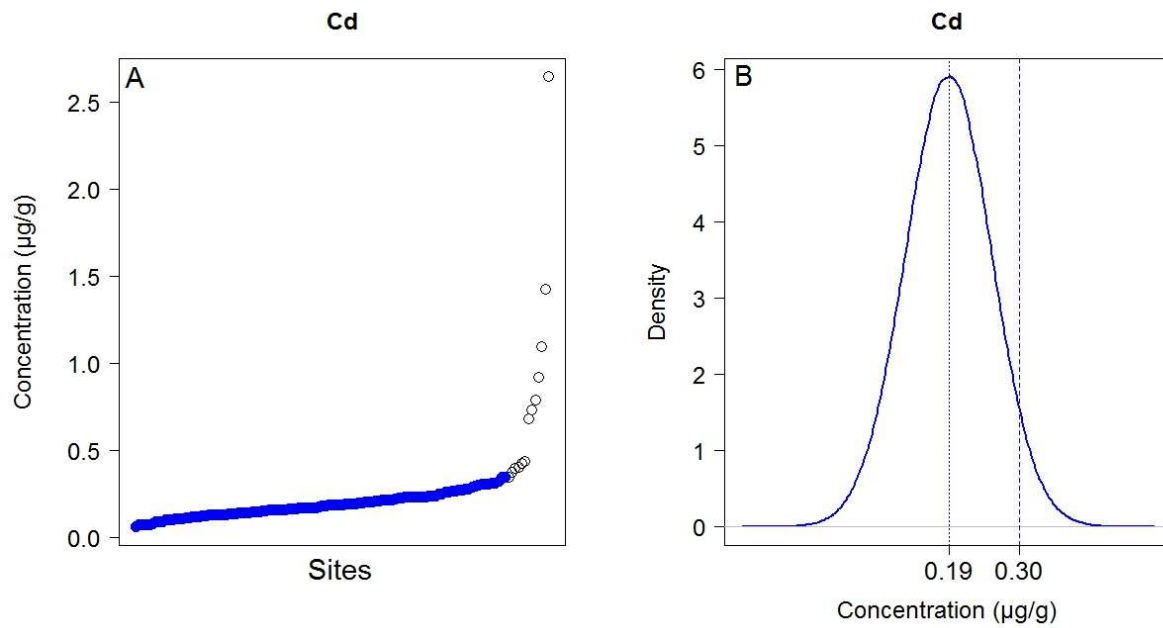 Cd
A
2.5
2.0
1.5
1.0
0.5
0.0
Concentration (µg/g)
Sites
Cd
B
6
5
4
3
2
1
0
Density
0.19 0.30
Concentration (µg/g)